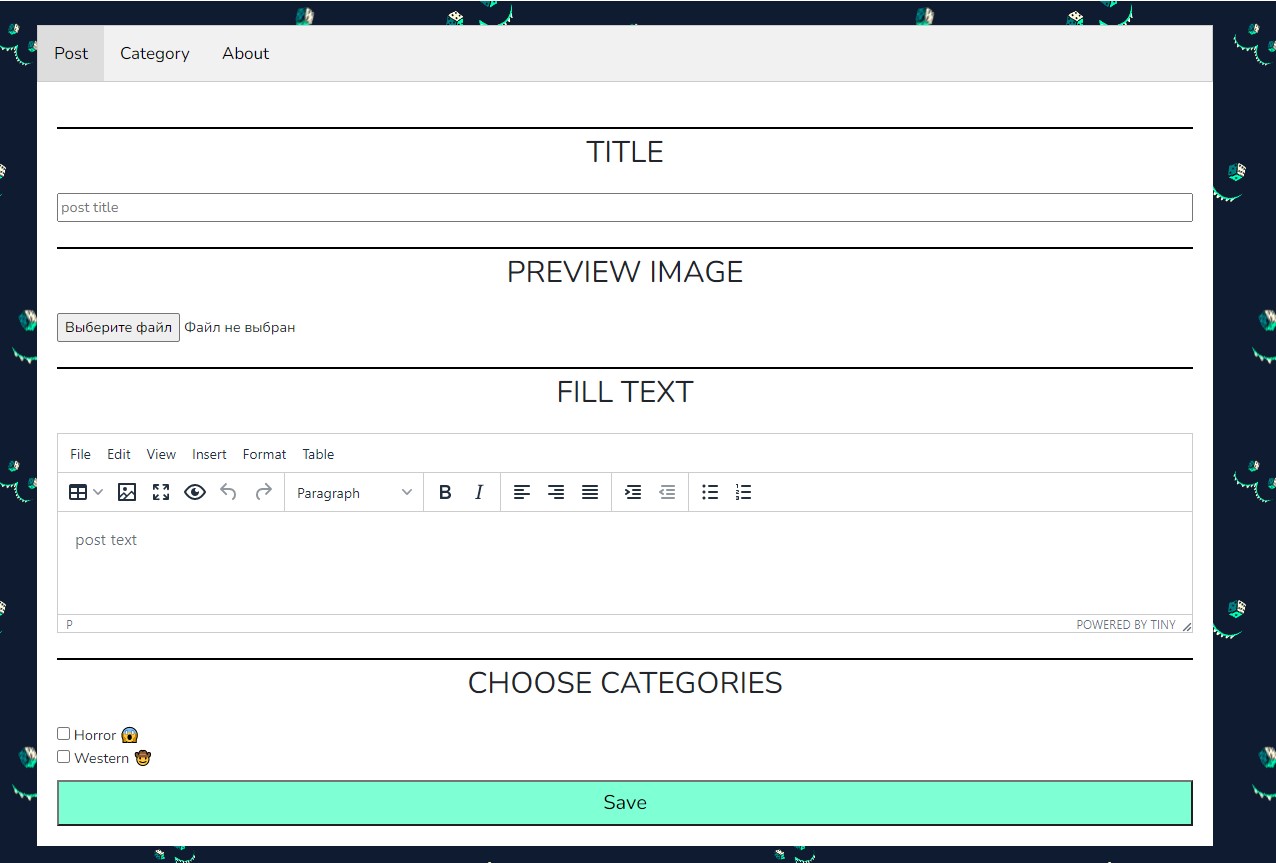 Post Category About
TITLE
post title
PREVIEW IMAGE
Выберите файл Файл не выбран
FILL TEXT
File Edit View Insert Format Table
Paragraph B I
post text
P POWERED BY TINY
CHOOSE CATEGORIES
Horror 😱
Western 🤠
Save